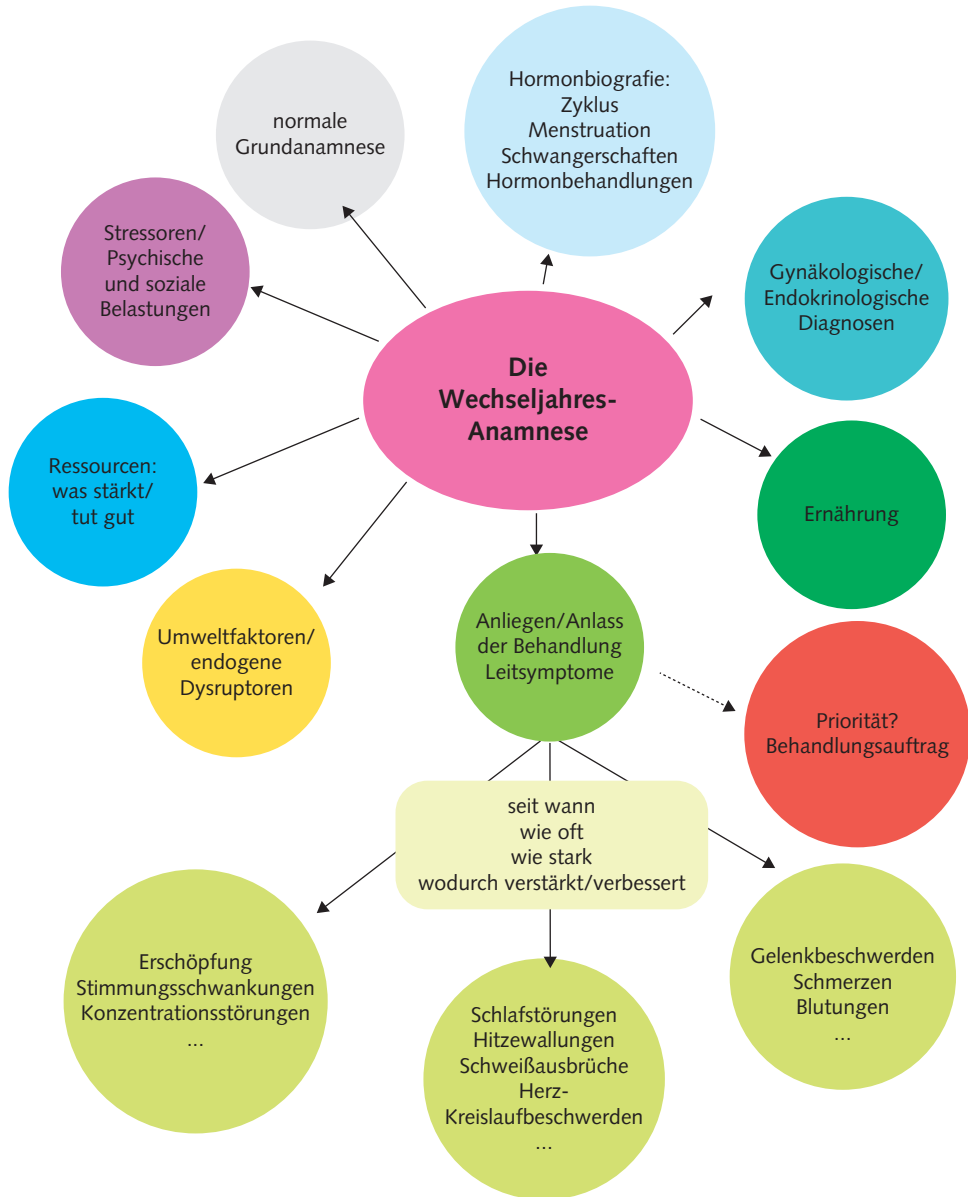 Hormonbiografie:
Zyklus
Menstruation
Schwangerschaften
Hormonbehandlungen
normale
Grundanamnese
Stressoren/
Psychische
und soziale
Belastungen
Gynäkologische/
Endokrinologische
Diagnosen
Die
Wechseljahres-
Anamnese
Ressourcen:
was stärkt/
tut gut
Ernährung
Umweltfaktoren/
endogene
Dysruptoren
Anliegen/Anlass
der Behandlung
Leitsymptome
Priorität?
Behandlungsauftrag
seit wann
wie oft
wie stark
wodurch verstärkt/verbessert
Erschöpfung
Stimmungsschwankungen
Konzentrationsstörungen
...
Schlafstörungen
Hitzewallungen
Schweißausbrüche
Herz-
Kreislaufbeschwerden
...
Gelenkbeschwerden
Schmerzen
Blutungen
...